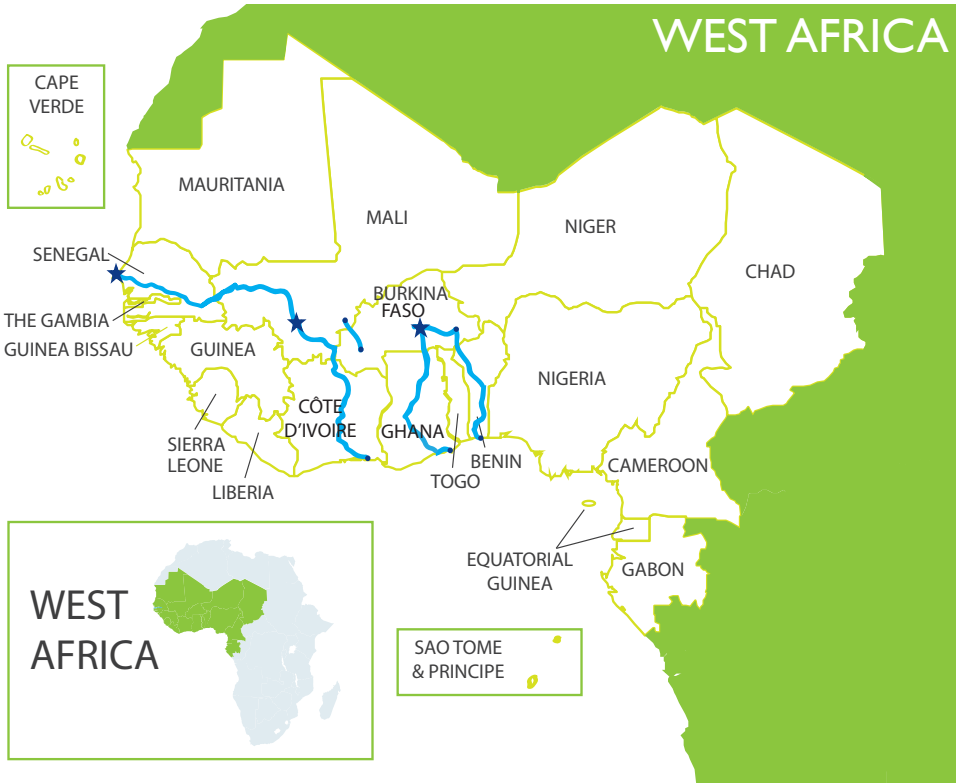 WEST AFRICA
CAPE
VERDE
MAURITANIA
MALI
NIGER
CHAD
SENEGAL
THE GAMBIA
GUINEA BISSAU
GUINEA
BURKINA
FASO
NIGERIA
CÔTE
D'IVOIRE
GHANA
SIERRA
LEONE
LIBERIA
TOGO
BENIN
CAMEROON
EQUATORIAL
GUINEA
GABON
WEST
AFRICA
SAO TOME
& PRINCIPE